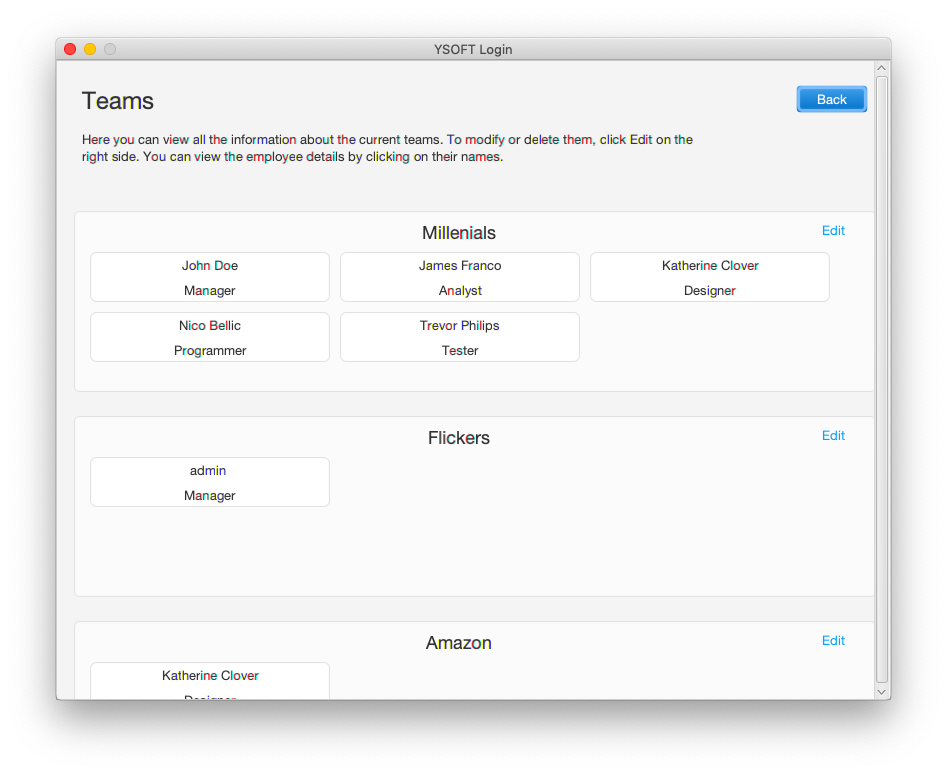 YSOFT Login
Teams
Back
Here you can view all the information about the current teams. To modify or delete them, click Edit on the
right side. You can view the employee details by clicking on their names.
Millenials
Edit
John Doe
James Franco
Katherine Clover
Manager
Analyst
Designer
Nico Bellic
Trevor Philips
Programmer
Tester
Flickers
Edit
admin
Manager
Amazon
Edit
Katherine Clover
Designer